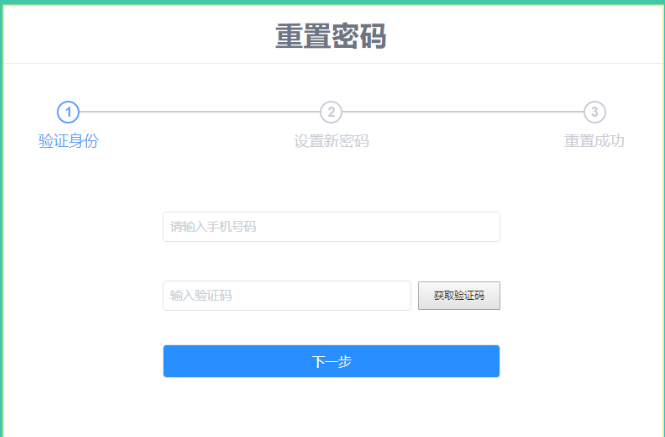 重置密码
1 2 3
验证身份 设置新密码 重置成功
请输入手机号码
输入验证码 获取验证码
下一步